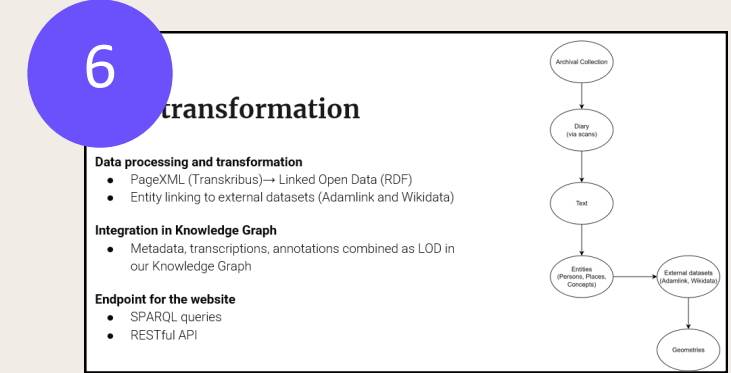 6
transformation
Data processing and transformation
● PageXML (Transkribus)→ Linked Open Data (RDF)
● Entity linking to external datasets (Adamlink and Wikidata)
Integration in Knowledge Graph
● Metadata, transcriptions, annotations combined as LOD in
our Knowledge Graph
Endpoint for the website
● SPARQL queries
● RESTful API
Archival Collection
Diary
(via scans)
Text
Entities
(Persons, Places,
Concepts)
External datasets
(Adamlink, Wikidata)
Geometries